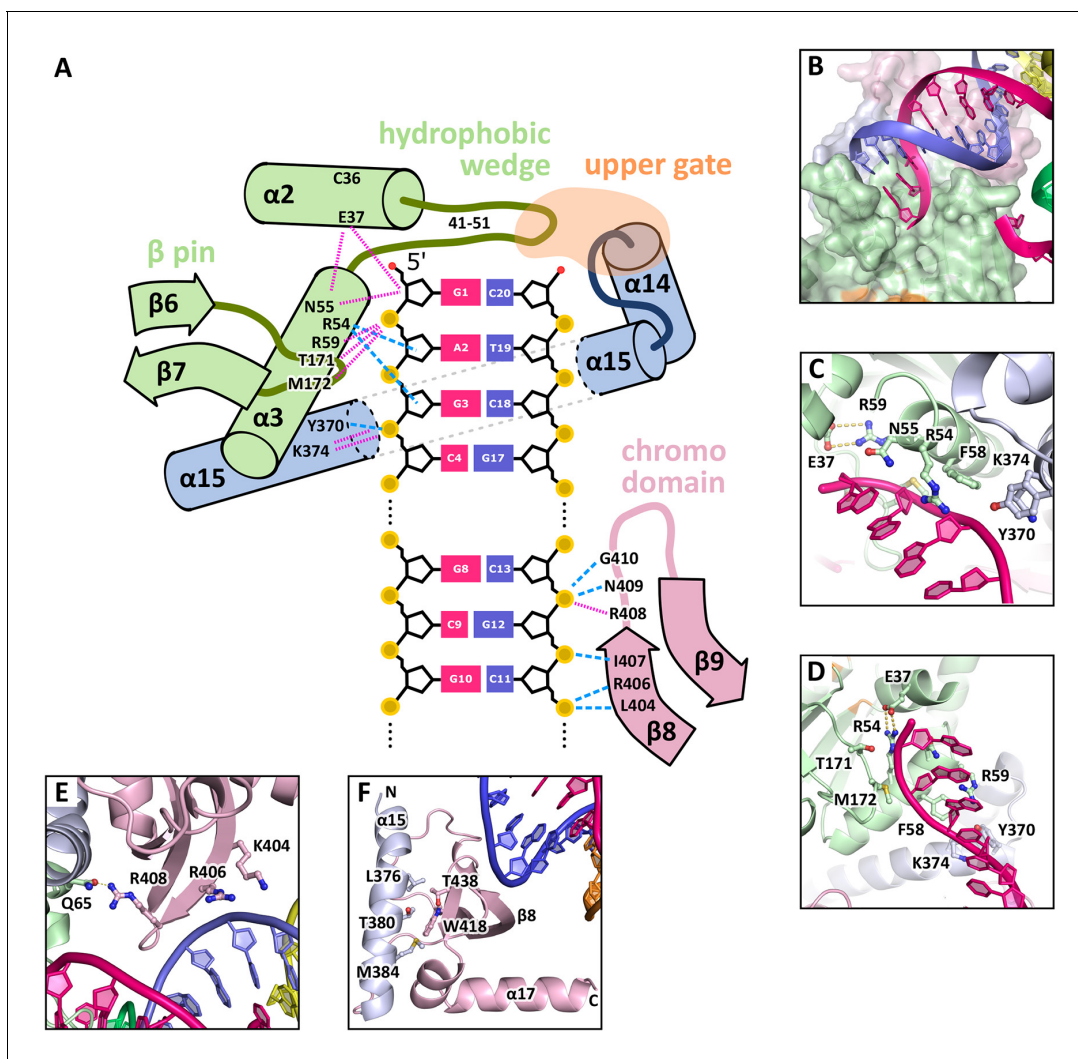 A
hydrophobic
wedge
upper gate
α2
C36
E37
41-51
β pin
5'
α14
β6
N55
R54
R59
T171
M172
β7
α3
α15
Y370
K374
α15
G1 C20
A2 T19
G3 C18
C4 G17
chromo
domain
G8 C13
C9 G12
G10 C11
G410
N409
R408
I407
R406
L404
β9
β8
B
C
R59
N55
R54
E37
F58
K374
Y370
D
E37
R54
T171
R59
M172
F58
Y370
K374
E
K404
R408
R406
Q65
F
N
α15
L376
T438
T380
β8
W418
M384
α17
C